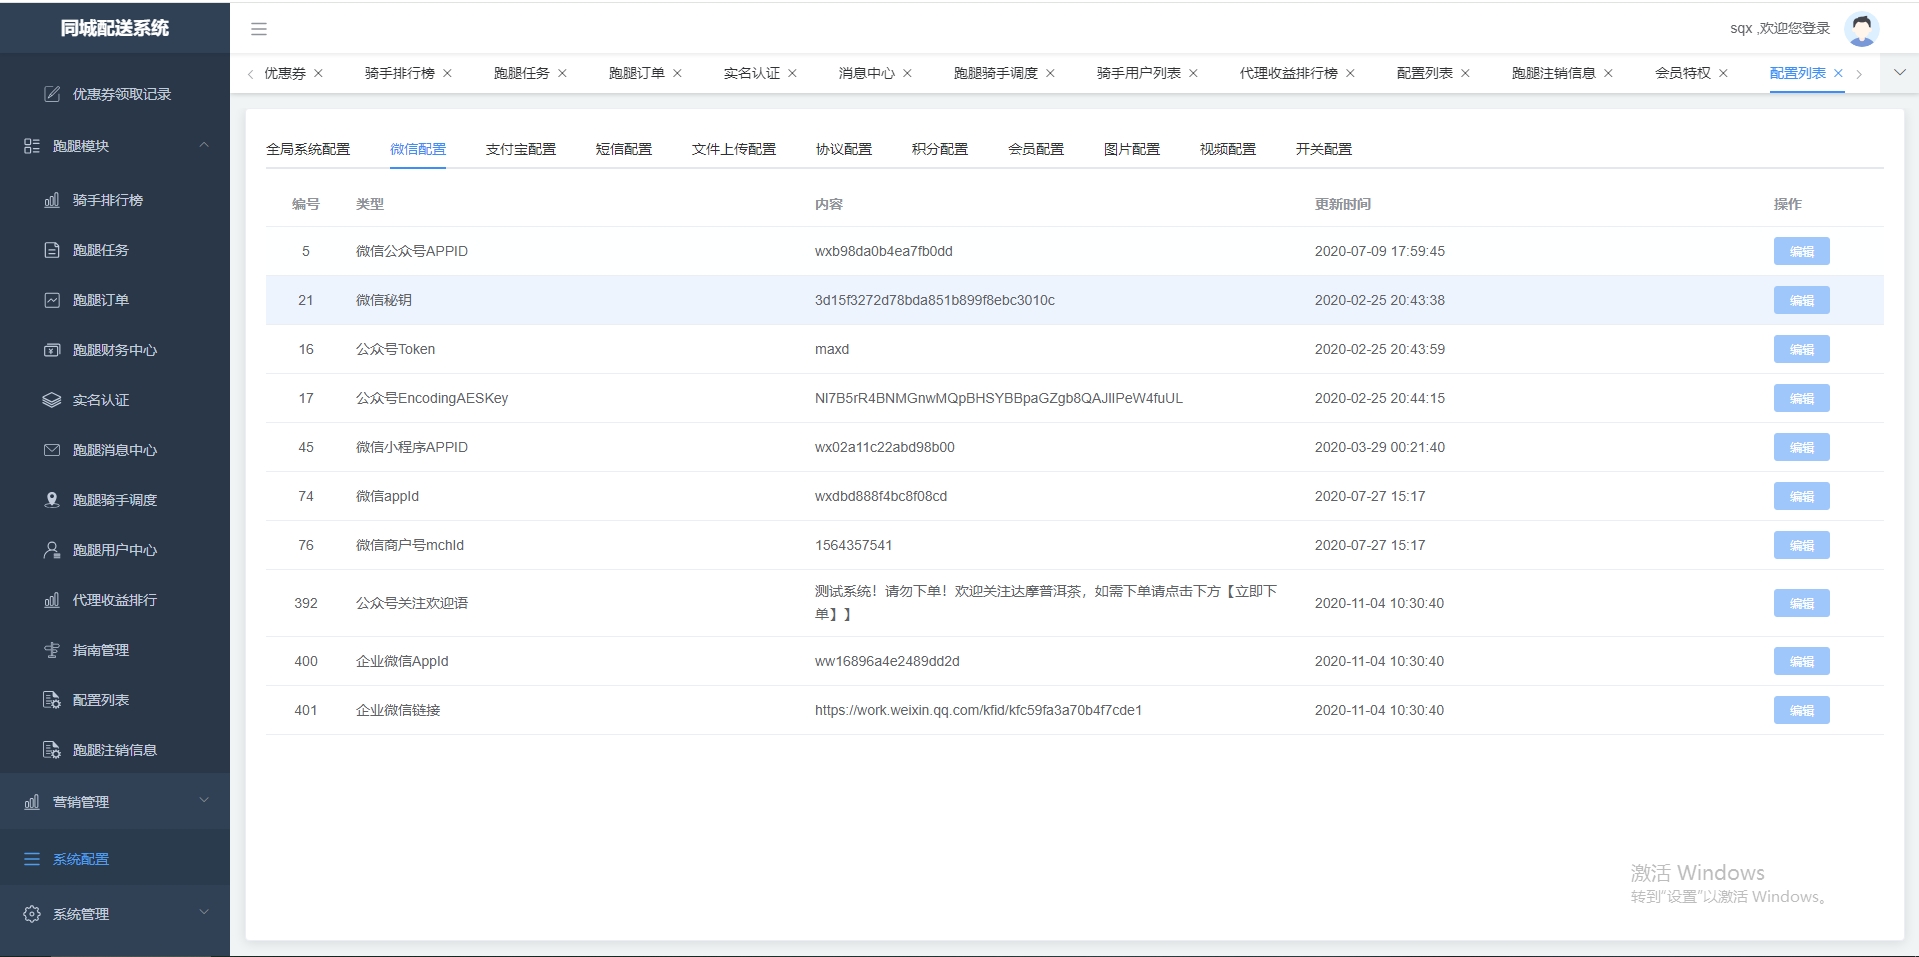 同城配送系统
sqx ,欢迎您登录
优惠券 骑手排行榜 跑腿任务 跑腿订单 实名认证 消息中心 跑腿骑手调度 骑手用户列表 代理收益排行榜 配置列表 跑腿注销信息 会员特权 配置列表
优惠券领取记录
跑腿模块
骑手排行榜
跑腿任务
跑腿订单
跑腿财务中心
实名认证
跑腿消息中心
跑腿骑手调度
跑腿用户中心
代理收益排行
指南管理
配置列表
跑腿注销信息
营销管理
系统配置
系统管理
全局系统配置 微信配置 支付宝配置 短信配置 文件上传配置 协议配置 积分配置 会员配置 图片配置 视频配置 开关配置
编号 类型 内容 更新时间 操作
5 微信公众号APPID wxb98da0b4ea7fb0dd 2020-07-09 17:59:45 编辑
21 微信秘钥 3d15f3272d78bda851b899f8ebc3010c 2020-02-25 20:43:38 编辑
16 公众号Token maxd 2020-02-25 20:43:59 编辑
17 公众号EncodingAESKey NI7B5rR4BNMGnwMQpBHSYBBpaGZgb8QAJIIPeW4fuUL 2020-02-25 20:44:15 编辑
45 微信小程序APPID wx02a11c22abd98b00 2020-03-29 00:21:40 编辑
74 微信appId wxdbd888f4bc8f08cd 2020-07-27 15:17 编辑
76 微信商户号mchId 1564357541 2020-07-27 15:17 编辑
392 公众号关注欢迎语 测试系统！请勿下单！欢迎关注达摩普洱茶，如需下单请点击下方【立即下 2020-11-04 10:30:40 编辑
单】】
400 企业微信AppId ww16896a4e2489dd2d 2020-11-04 10:30:40 编辑
401 企业微信链接 https://work.weixin.qq.com/kfid/kfc59fa3a70b4f7cde1 2020-11-04 10:30:40 编辑
激活 Windows
转到"设置"以激活 Windows。